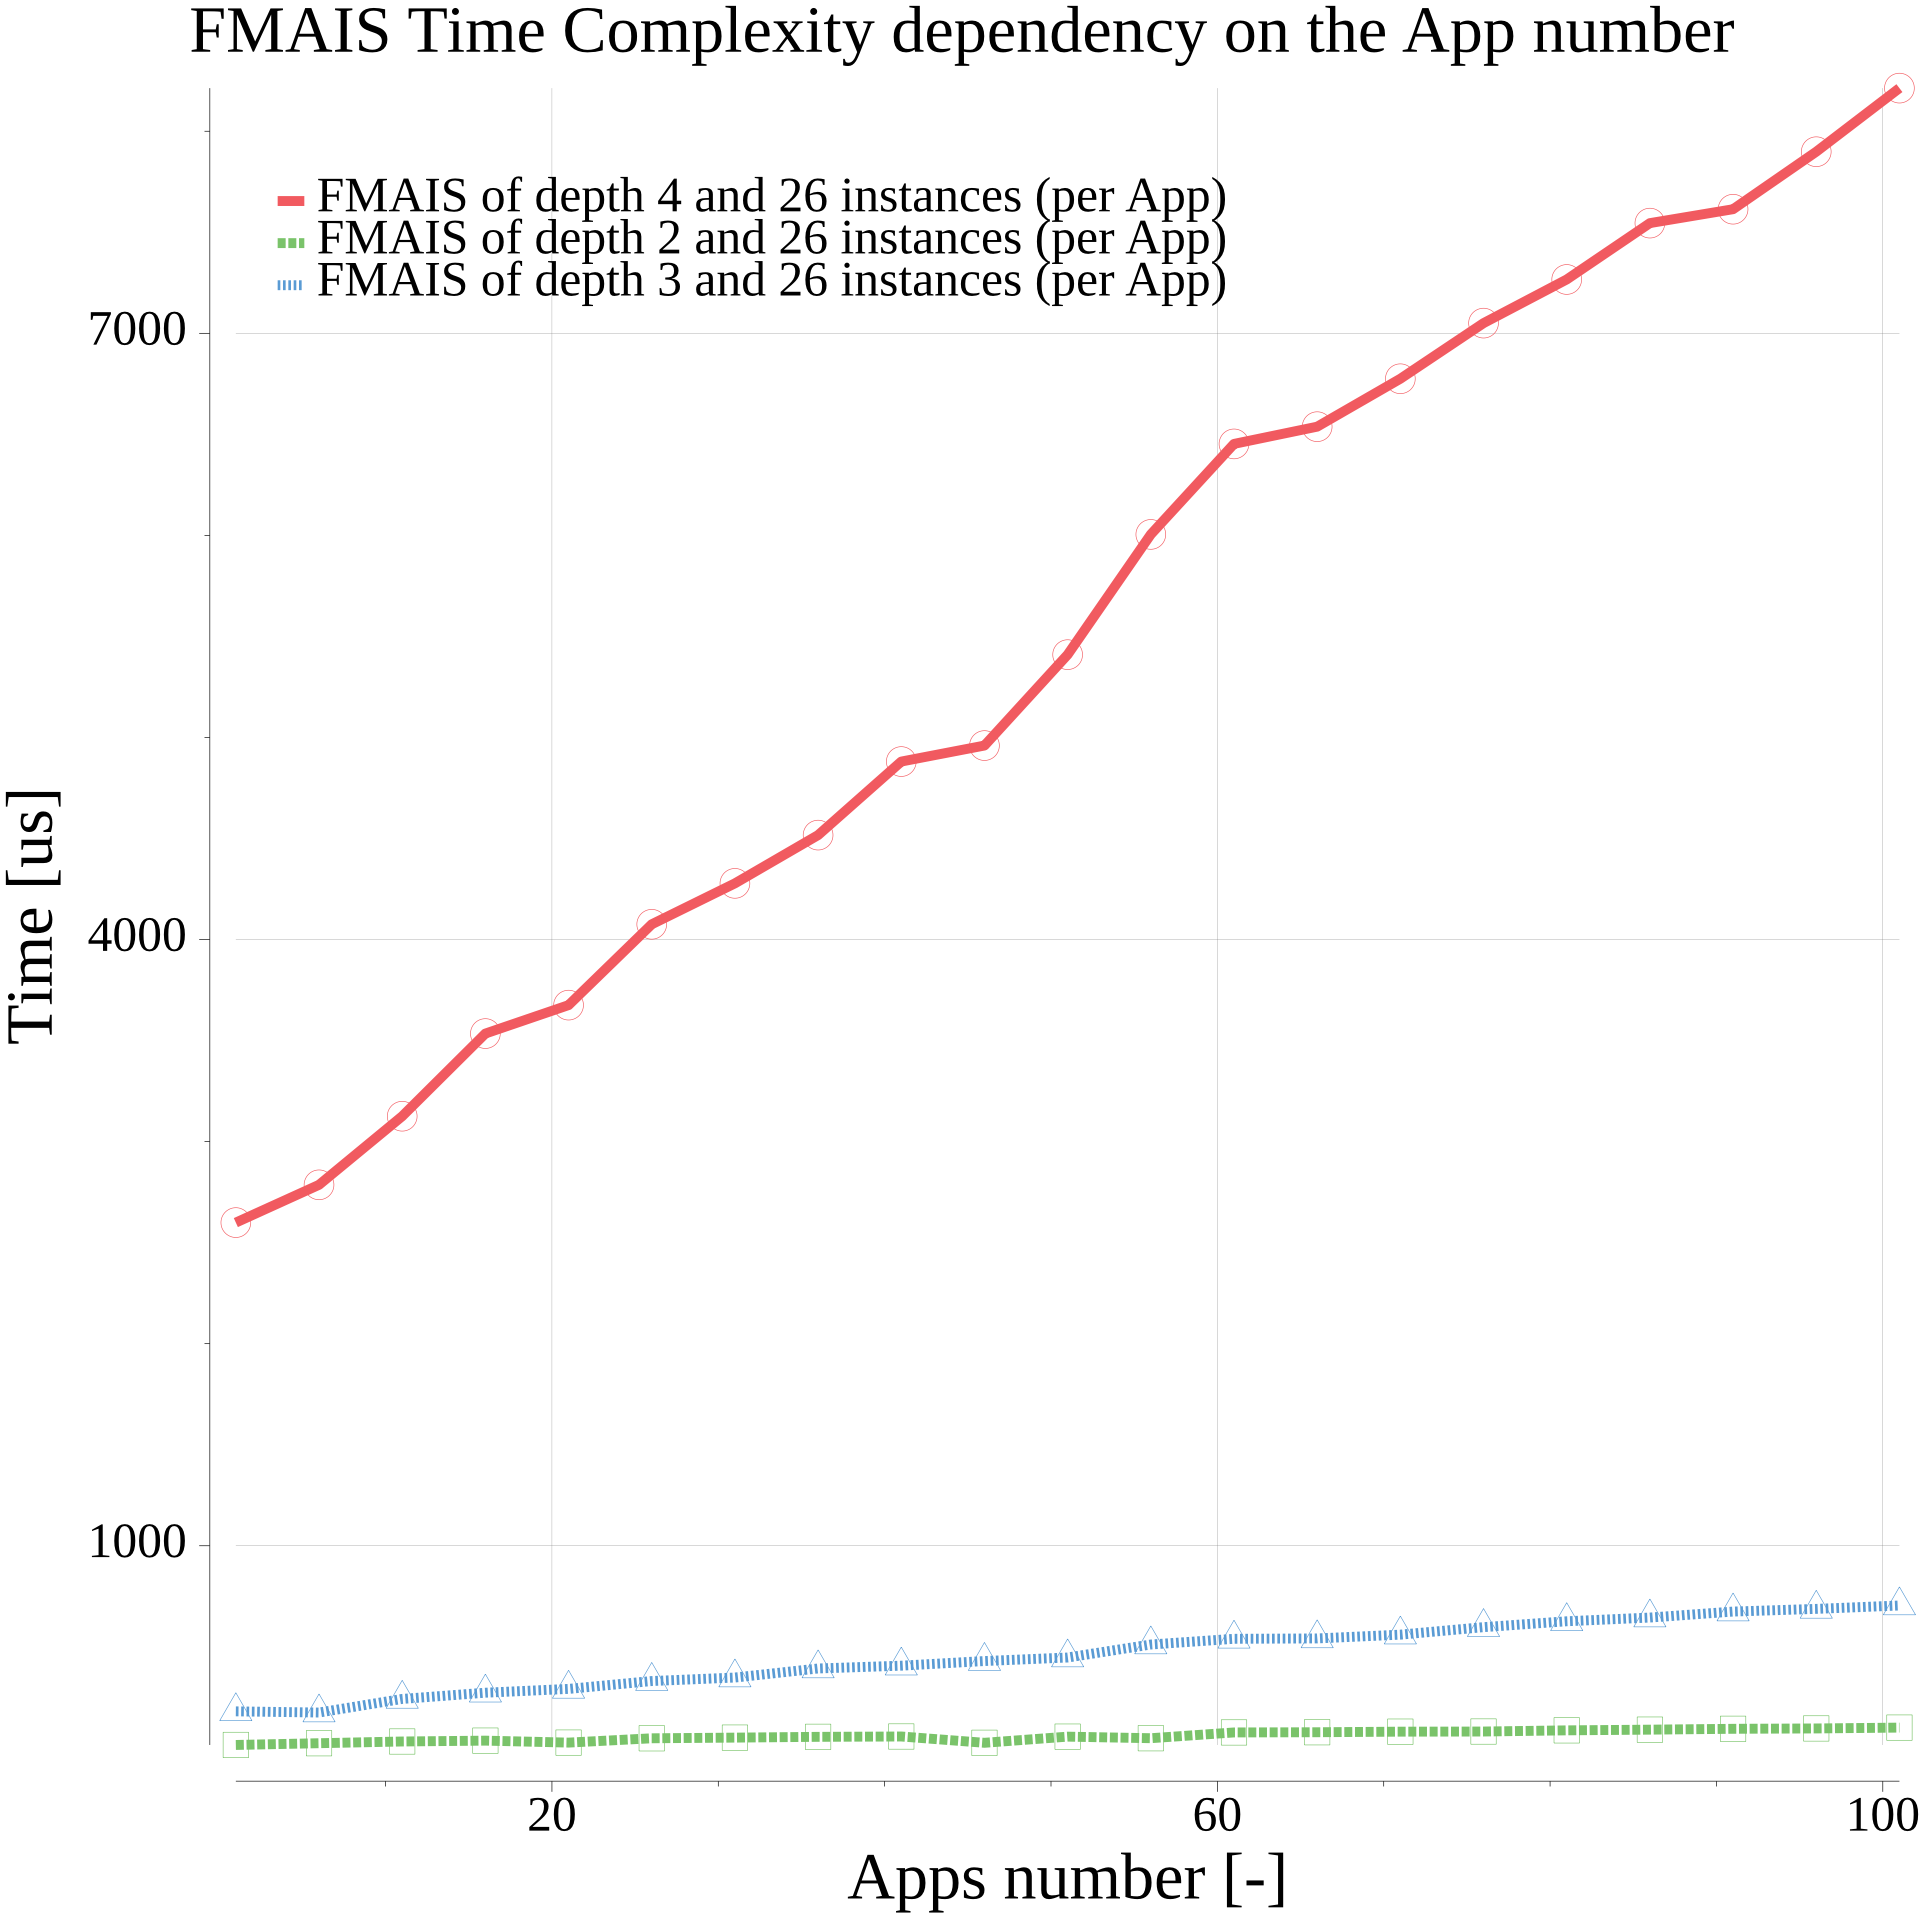 FMAIS Time Complexity dependency on the App number
FMAIS of depth 4 and 26 instances (per App)
FMAIS of depth 2 and 26 instances (per App)
FMAIS of depth 3 and 26 instances (per App)
7000
4000
1000
Time [us]
20
60
100
Apps number [-]